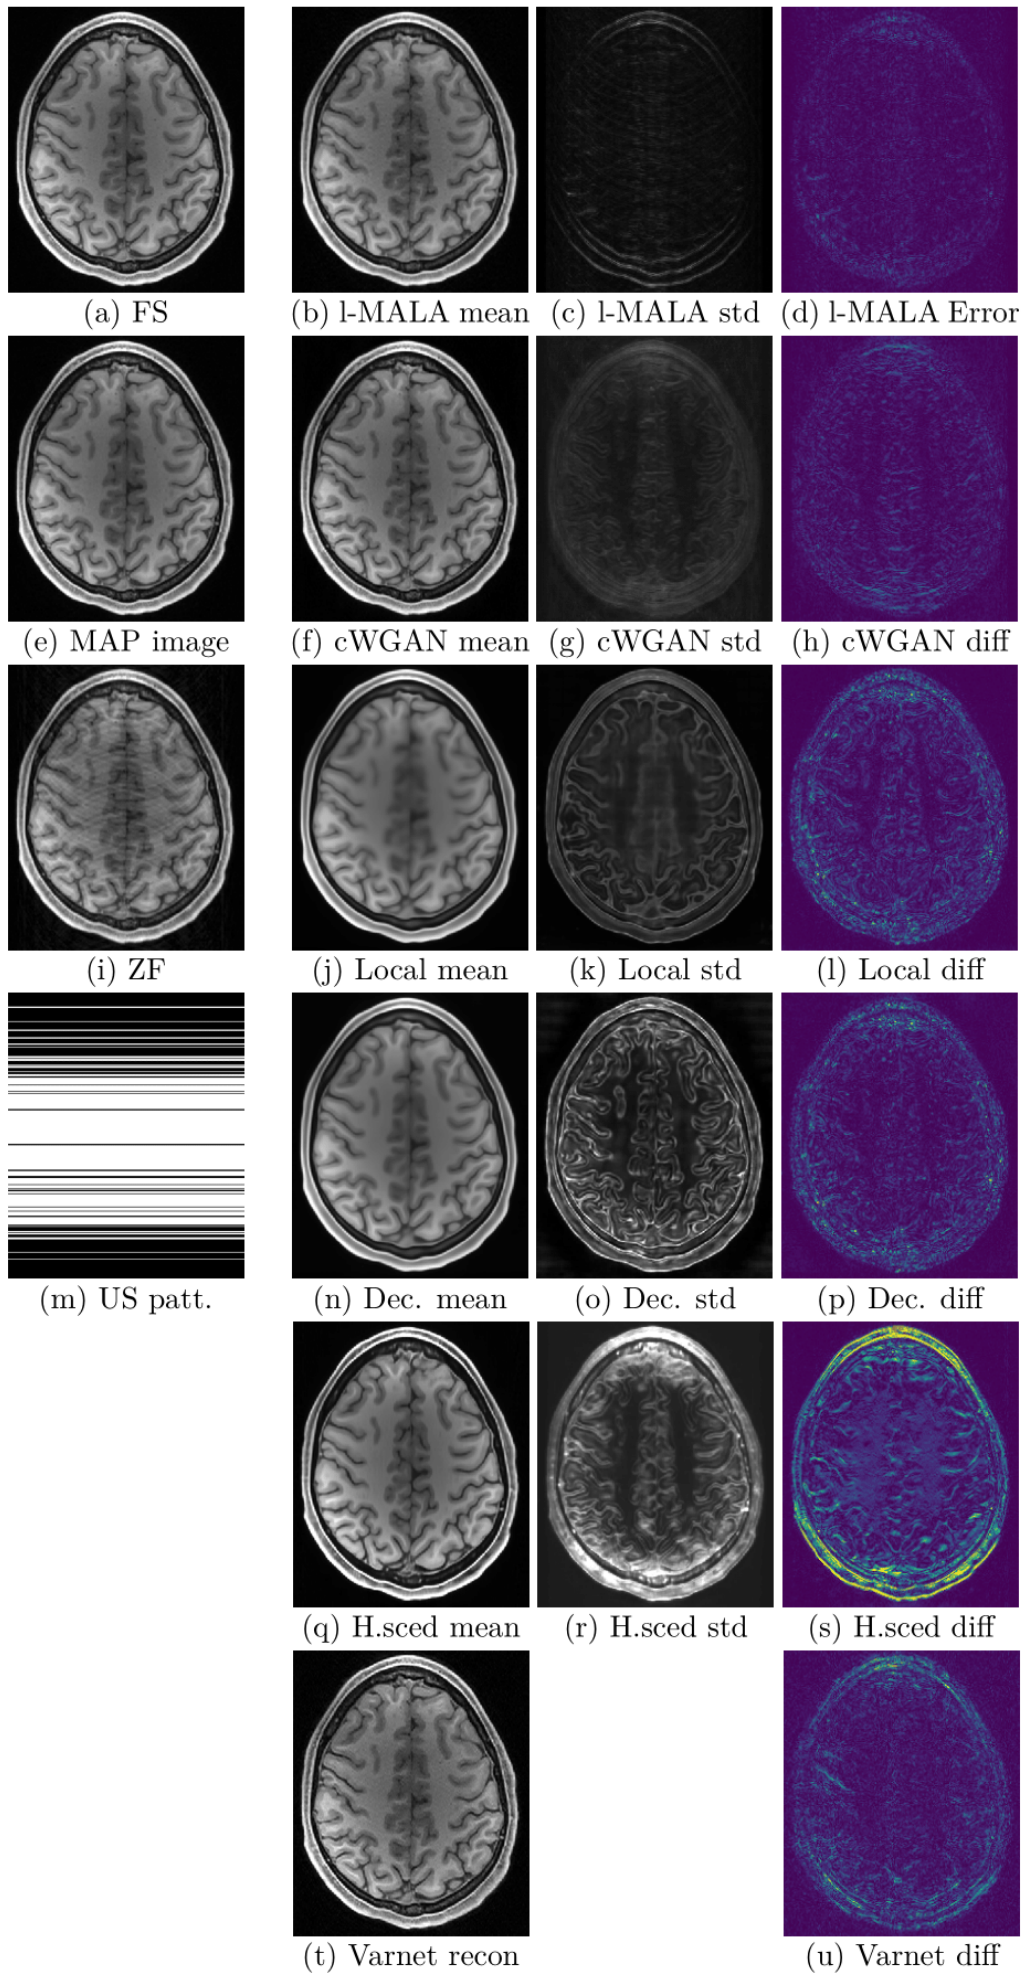 (a) FS
(b) l-MALA mean
(c) l-MALA std
(d) l-MALA Error
(e) MAP image
(f) cWGAN mean
(g) cWGAN std
(h) cWGAN diff
(i) ZF
(j) Local mean
(k) Local std
(l) Local diff
(m) US patt.
(n) Dec. mean
(o) Dec. std
(p) Dec. diff
(q) H.sced mean
(r) H.sced std
(s) H.sced diff
(t) Varnet recon
(u) Varnet diff